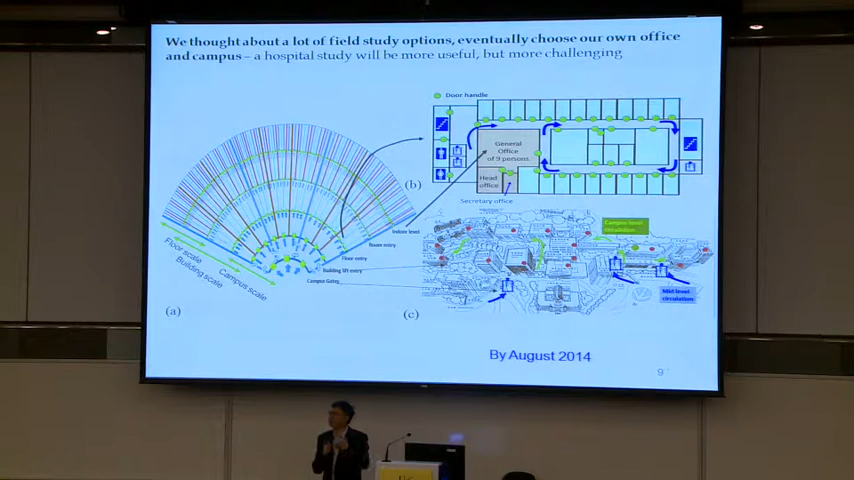 We thought about a lot of field study options, eventually choose our own office
and campus – a hospital study will be more useful, but more challenging
Door handle
General
Office
of 9 persons
Head
office
Secretary office
(b)
Indoor level
Room entry
Floor entry
Building lift entry
Campus Gates
Floor scale
Building scale
Campus scale
(a)
Campus level
circulation
Mid level
circulation
(c)
By August 2014
9